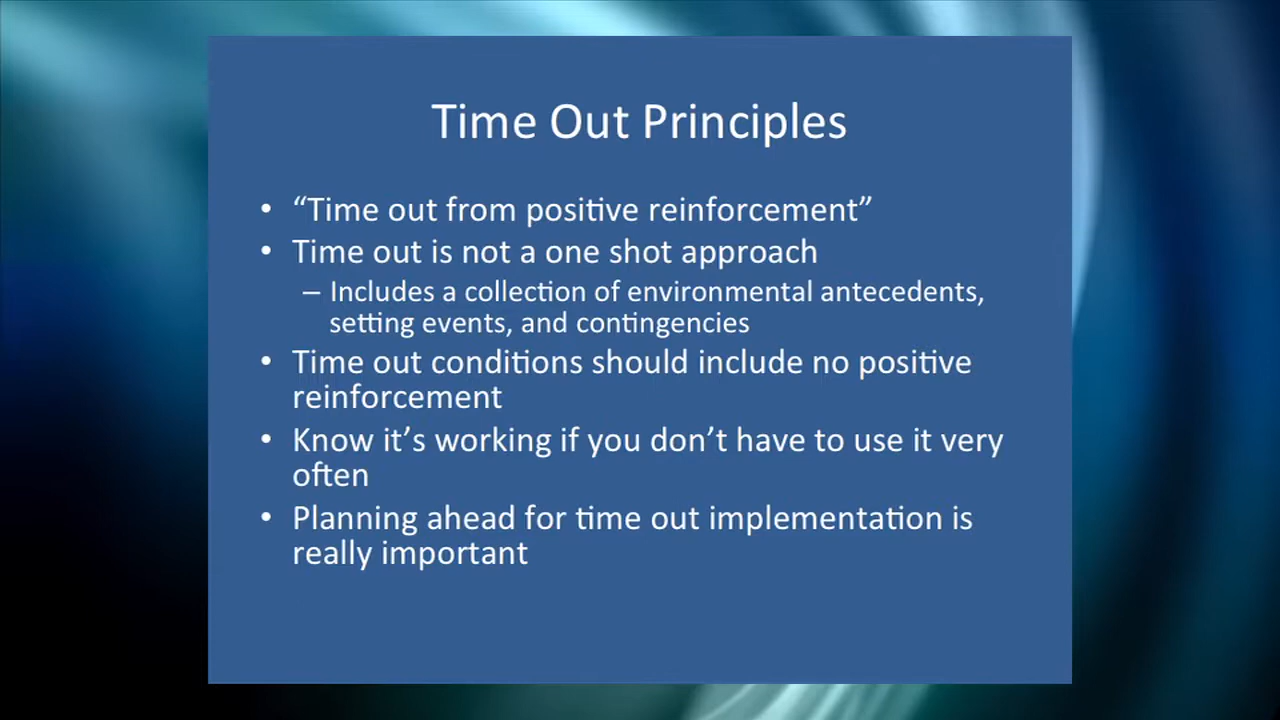 Time Out Principles
• “Time out from positive reinforcement”
• Time out is not a one shot approach
– Includes a collection of environmental antecedents,
setting events, and contingencies
• Time out conditions should include no positive
reinforcement
• Know it’s working if you don’t have to use it very
often
• Planning ahead for time out implementation is
really important